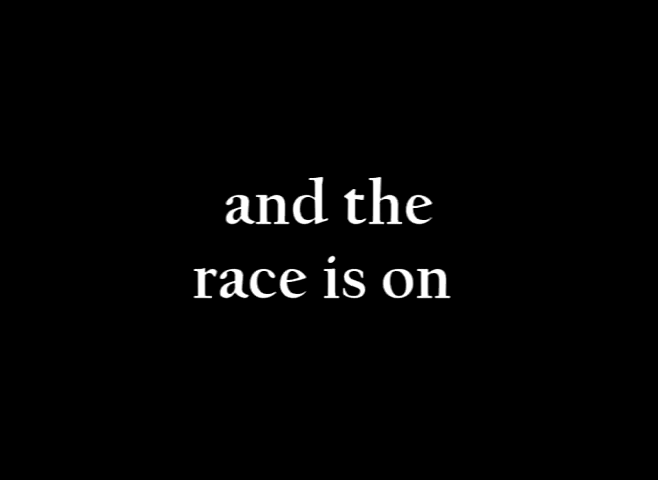 and the
race is on